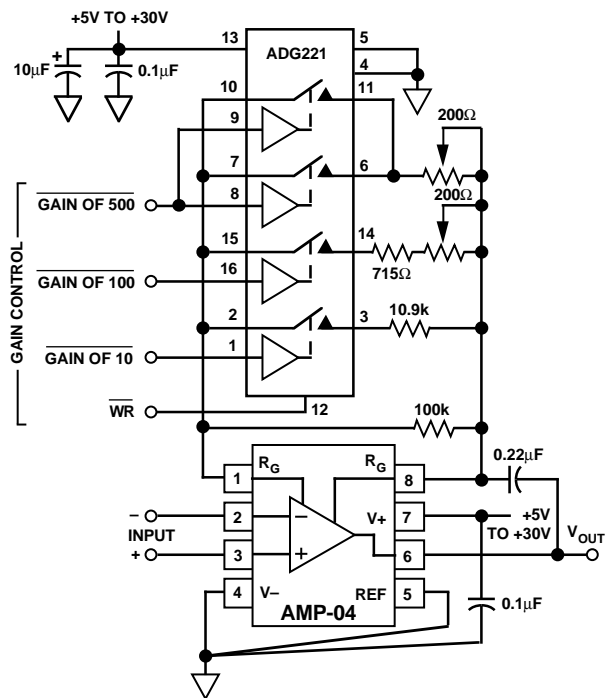 +5V TO +30V
13
ADG221
5
4
10µF
+
0.1µF
10
11
200Ω
9
7
6
200Ω
GAIN CONTROL
GAIN OF 500
8
15
14
GAIN OF 100
16
715Ω
2
3
10.9k
GAIN OF 10
1
WR
12
100k
0.22µF
1
RG
RG
8
–
2
–
V+
7
+5V
TO +30V
INPUT
VOUT
+
3
+
6
4
V–
REF
5
AMP-04
0.1µF